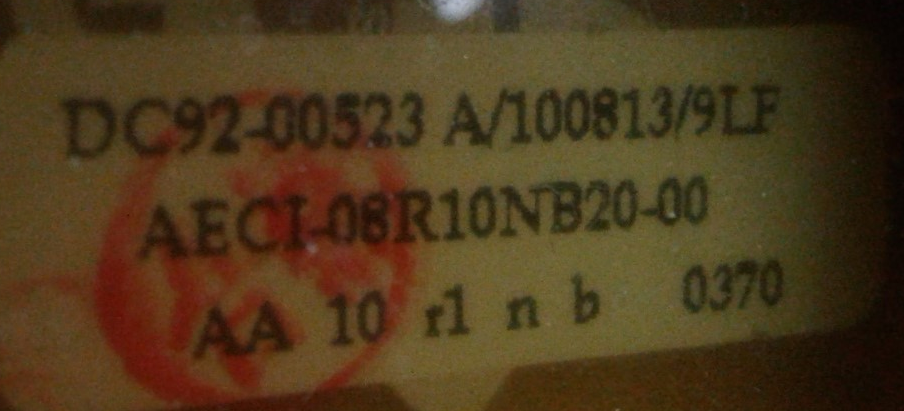 DC92-00523 A/100813/9LF
AECI-08R10NB20-00
AA 10 r1 n b 0370